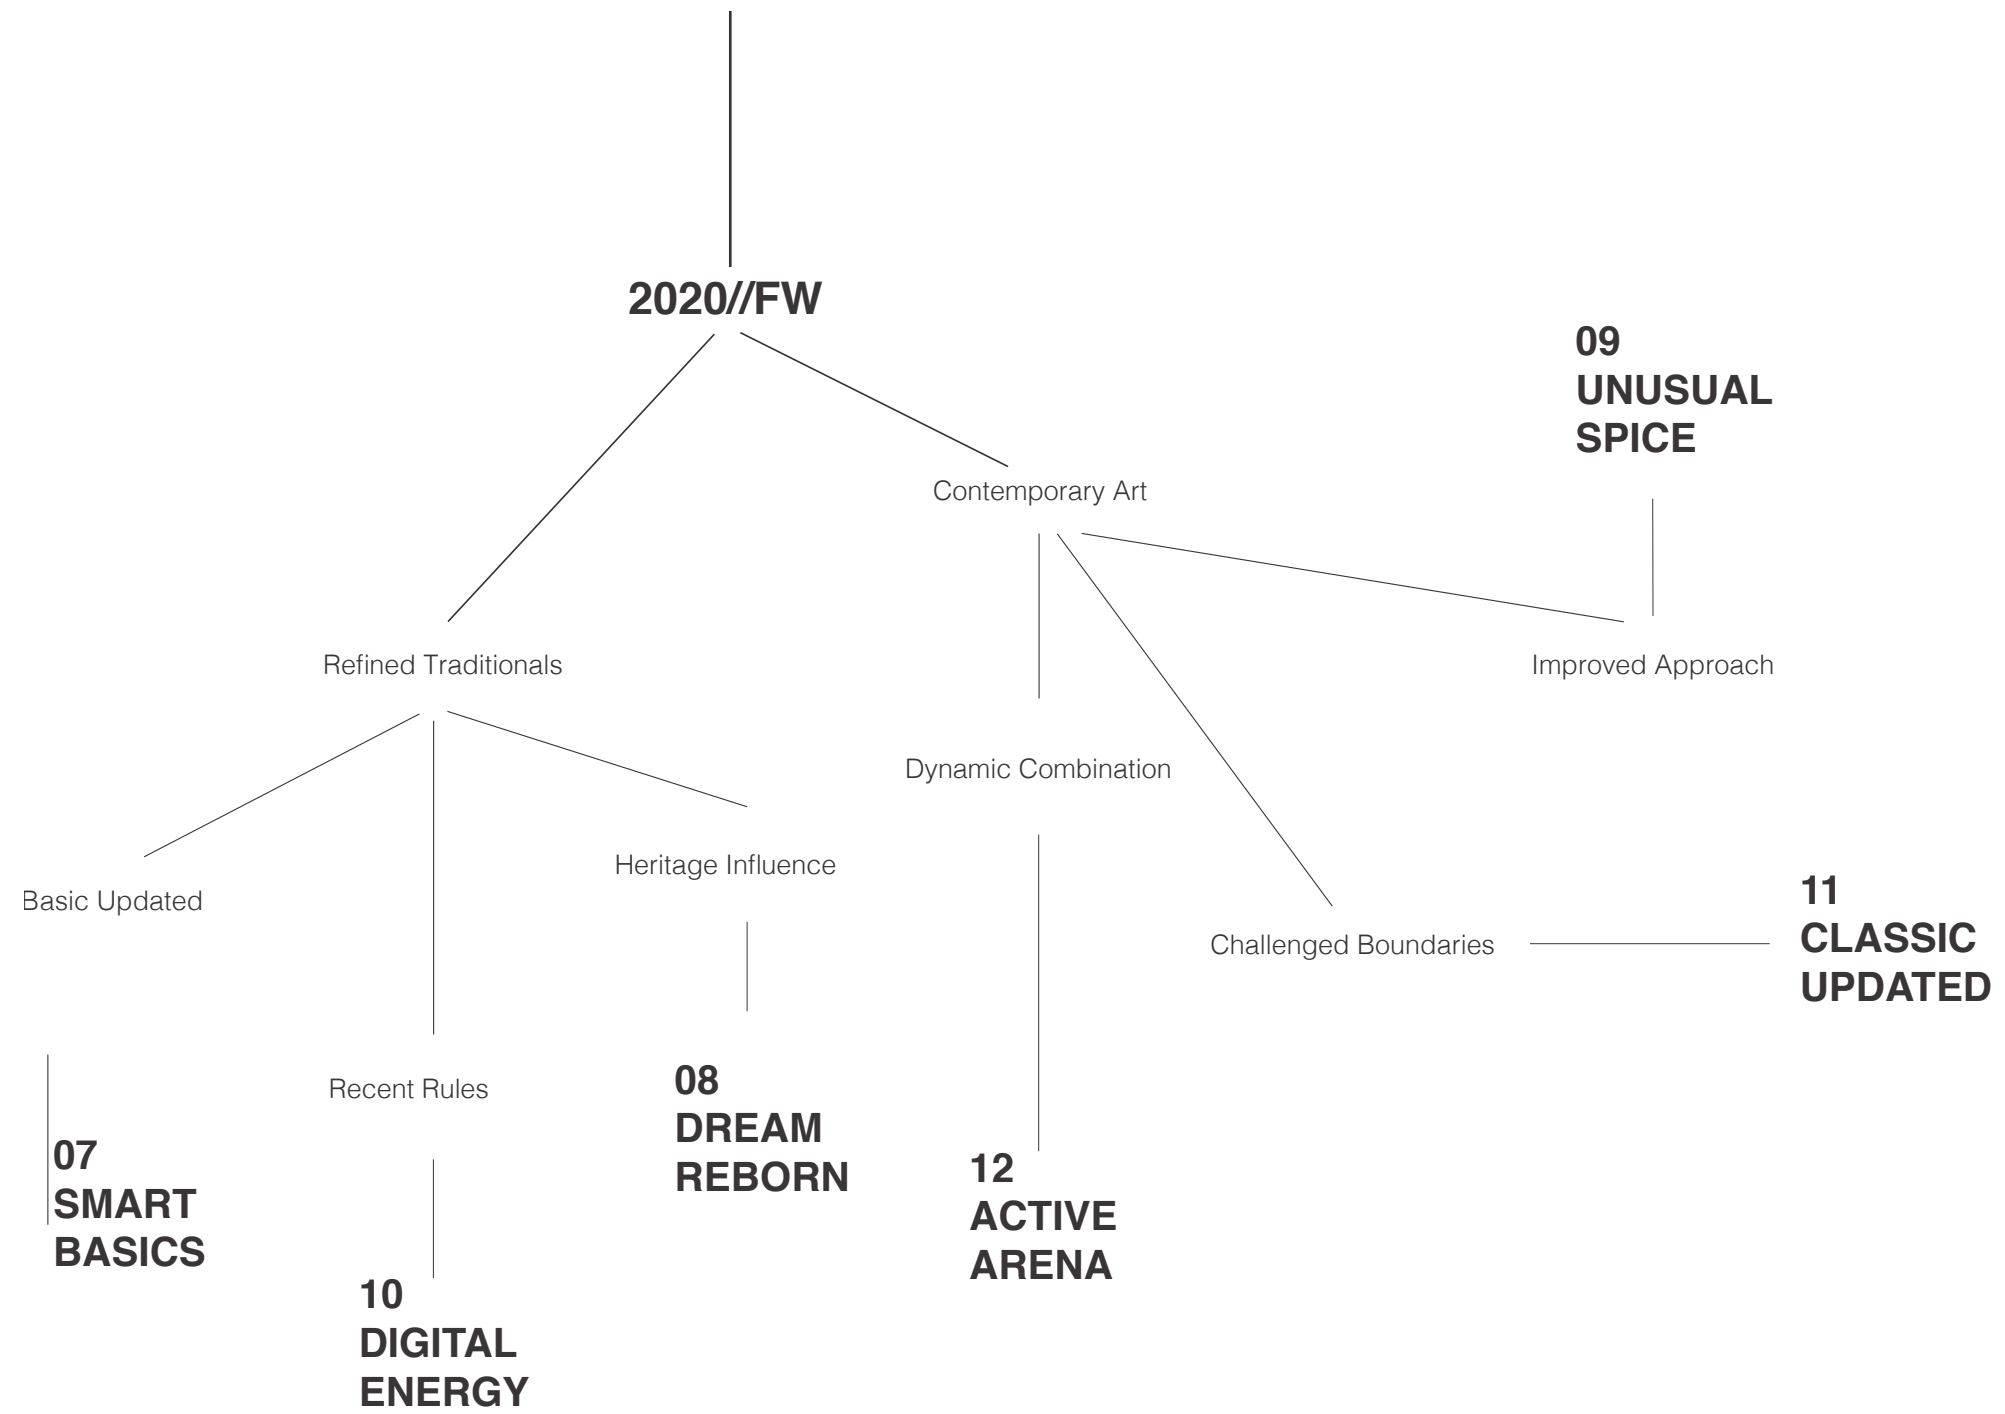 2020//FW
09
UNUSUAL
SPICE
Contemporary Art
Refined Traditionals
Improved Approach
Dynamic Combination
Heritage Influence
Basic Updated
Challenged Boundaries
11
CLASSIC
UPDATED
Recent Rules
08
DREAM
REBORN
07
SMART
BASICS
12
ACTIVE
ARENA
10
DIGITAL
ENERGY